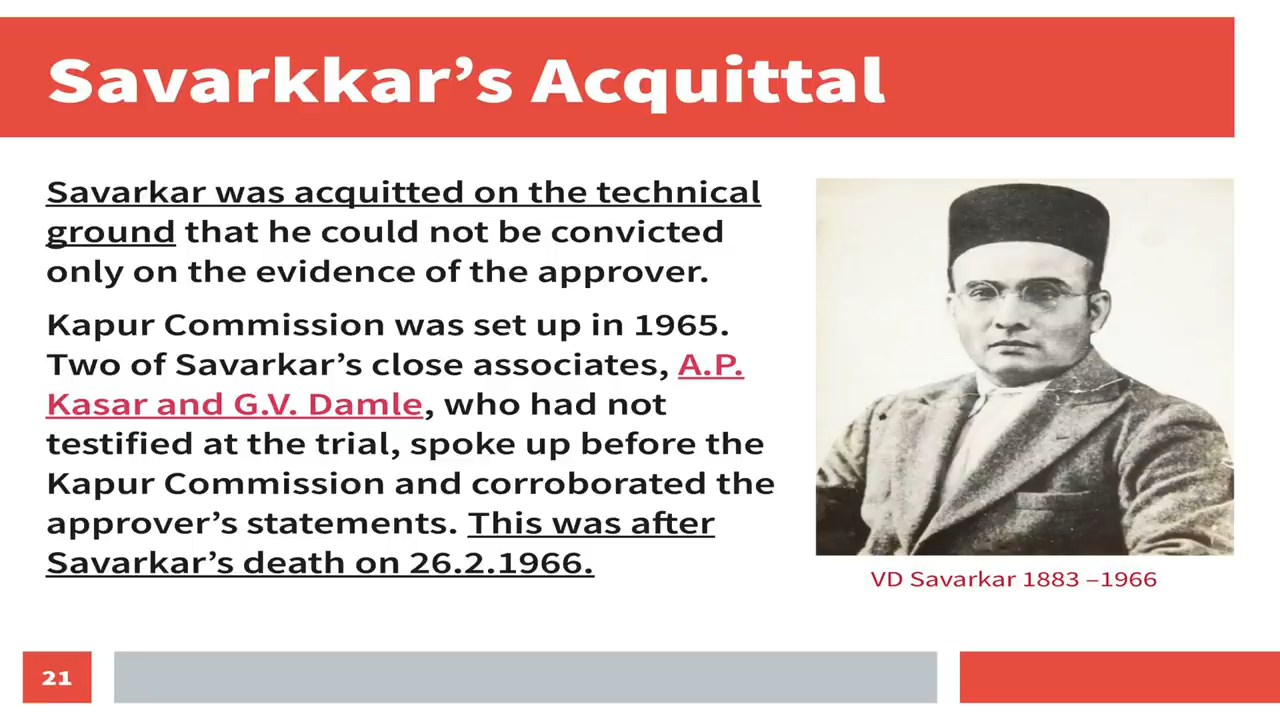 Savarkkar’s Acquittal
Savarkar was acquitted on the technical
ground that he could not be convicted
only on the evidence of the approver.
Kapur Commission was set up in 1965.
Two of Savarkar’s close associates, A.P.
Kasar and G.V. Damle, who had not
testified at the trial, spoke up before the
Kapur Commission and corroborated the
approver’s statements. This was after
Savarkar’s death on 26.2.1966.
VD Savarkar 1883 –1966
21